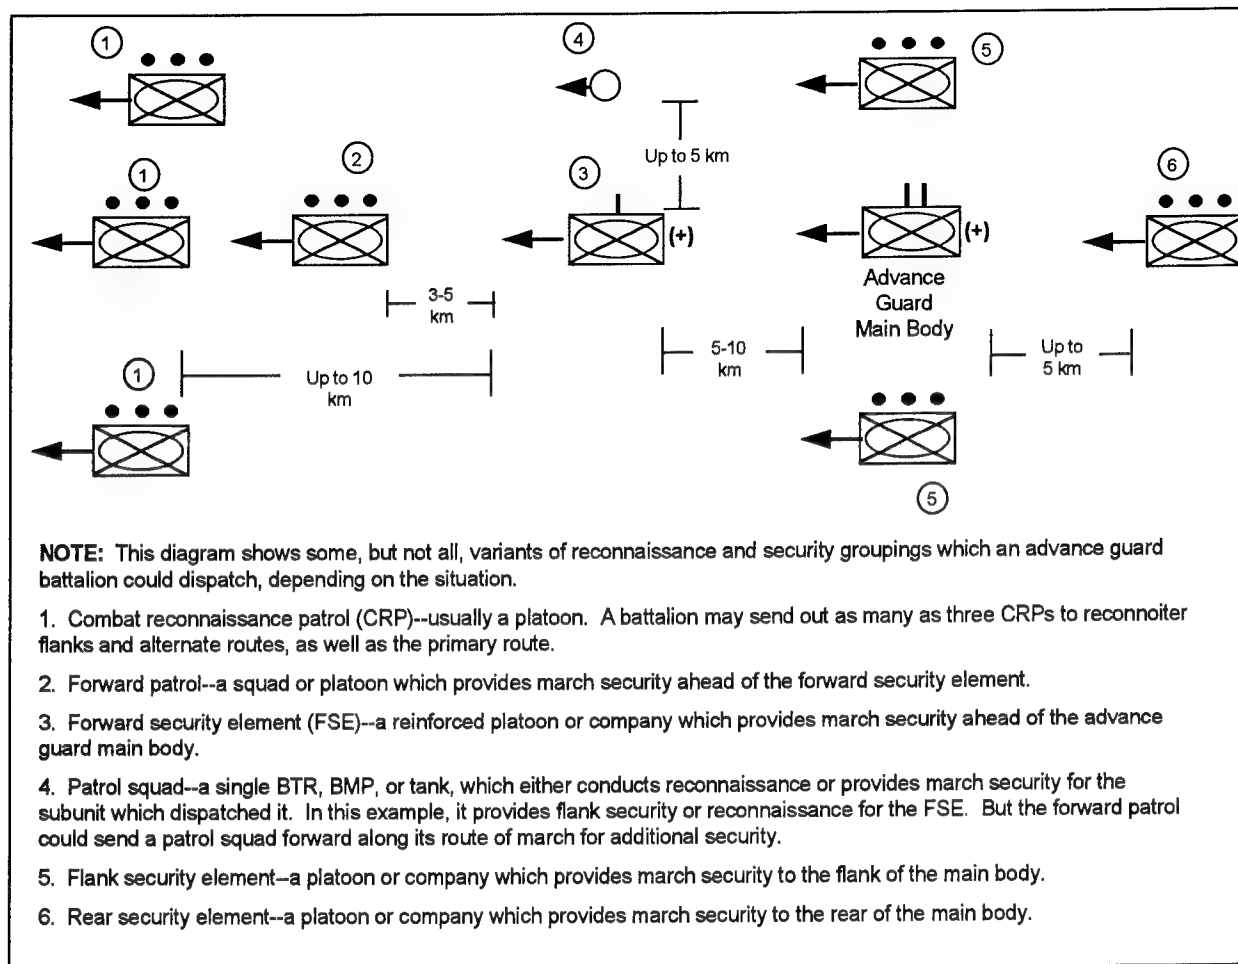 1
4
5
Up to 5 km
1
2
3
6
(+)
(+)
Advance
Guard
Main Body
3-5
km
5-10
km
Up to
5 km
1
Up to 10
km
5
NOTE: This diagram shows some, but not all, variants of reconnaissance and security groupings which an advance guard
battalion could dispatch, depending on the situation.
1. Combat reconnaissance patrol (CRP)--usually a platoon. A battalion may send out as many as three CRPs to reconnoiter
flanks and alternate routes, as well as the primary route.
2. Forward patrol--a squad or platoon which provides march security ahead of the forward security element.
3. Forward security element (FSE)--a reinforced platoon or company which provides march security ahead of the advance
guard main body.
4. Patrol squad--a single BTR, BMP, or tank, which either conducts reconnaissance or provides march security for the
subunit which dispatched it. In this example, it provides flank security or reconnaissance for the FSE. But the forward patrol
could send a patrol squad forward along its route of march for additional security.
5. Flank security element--a platoon or company which provides march security to the flank of the main body.
6. Rear security element--a platoon or company which provides march security to the rear of the main body.